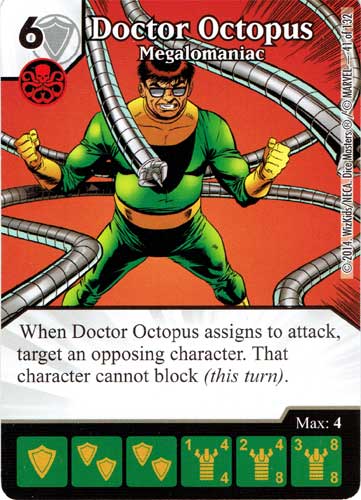 6
Doctor Octopus
Megalomaniac
©2014 WizKids/NECA, Dice Masters ® / © MARVEL — 41 of 132
When Doctor Octopus assigns to attack,
target an opposing character. That
character cannot block (this turn).
Max: 4
1 4 4
2 4 8
3 8 8